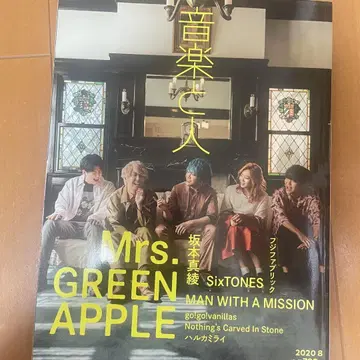 音楽と人
Mrs.
GREEN
APPLE
坂本真綾
フジファブリック
SixTONES
MAN WITH A MISSION
go!go!vanillas
Nothing's Carved In Stone
ハルカミライ
2020 8